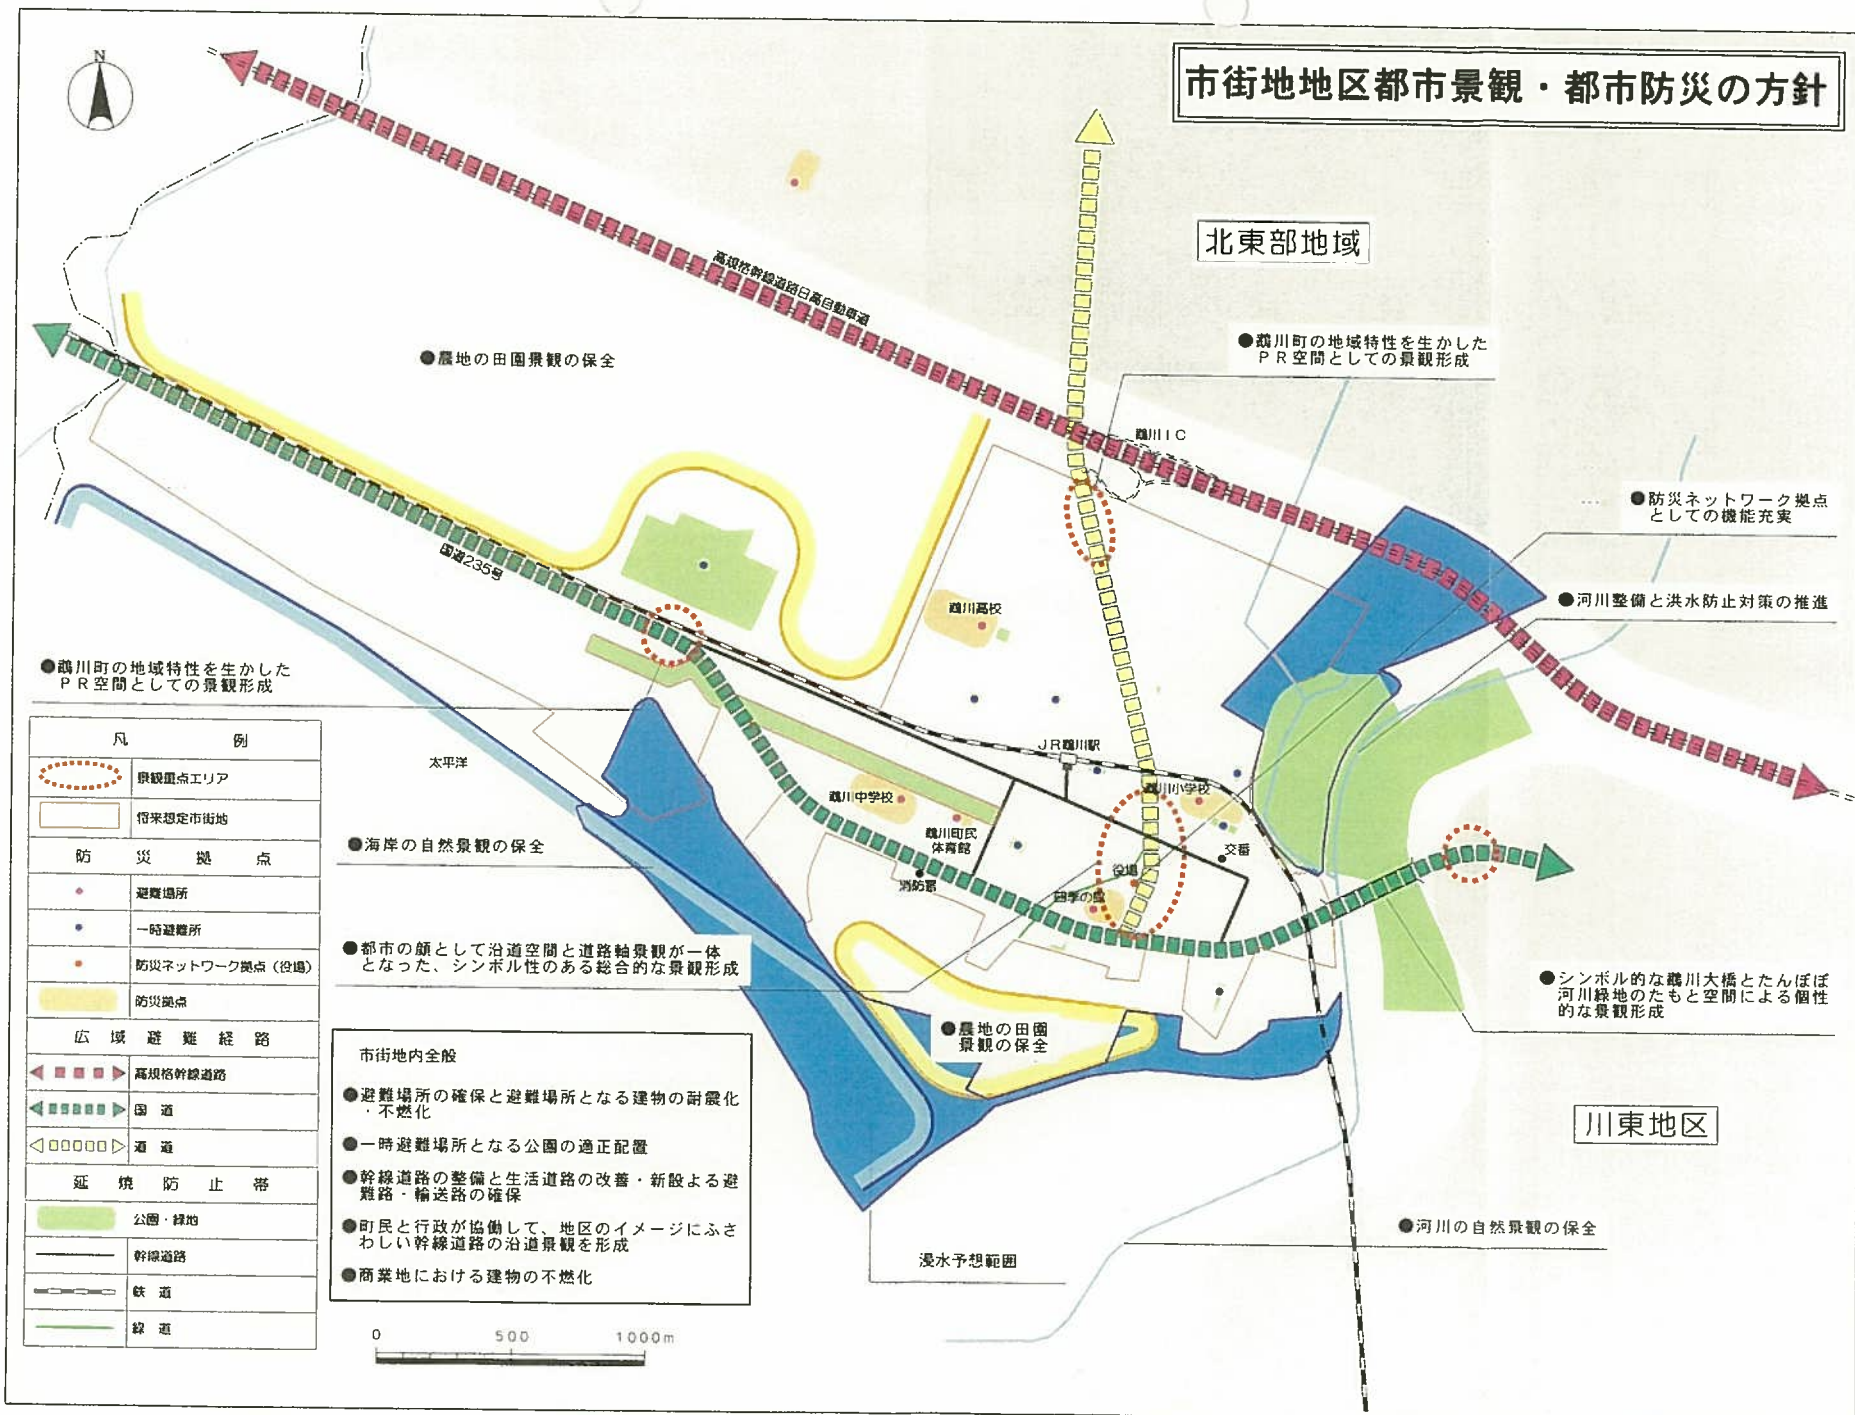 市街地地区都市景観・都市防災の方針
N
北東部地域
高規格幹線道路日高自動車道
●鵡川町の地域特性を生かした
ＰＲ空間としての景観形成
●農地の田園景観の保全
鵡川ＩＣ
●防災ネットワーク拠点
としての機能充実
国道235号
●河川整備と洪水防止対策の推進
鵡川高校
●鵡川町の地域特性を生かした
ＰＲ空間としての景観形成
ＪＲ鵡川駅
太平洋
鵡川中学校
鵡川小学校
鵡川町民
体育館
●海岸の自然景観の保全
交番
消防署
役場
四季の館
●都市の顔として沿道空間と道路軸景観が一体
となった、シンボル性のある総合的な景観形成
●シンボル的な鵡川大橋とたんぽぽ
河川緑地のたもと空間による個性
的な景観形成
●農地の田園
景観の保全
川東地区
●河川の自然景観の保全
浸水予想範囲
凡例
景観重点エリア
将来想定市街地
防災拠点
避難場所
一時避難所
防災ネットワーク拠点（役場）
防災拠点
広域避難経路
高規格幹線道路
国道
道道
延焼防止帯
公園・緑地
幹線道路
鉄道
緑道
市街地内全般
●避難場所の確保と避難場所となる建物の耐震化
・不燃化
●一時避難場所となる公園の適正配置
●幹線道路の整備と生活道路の改善・新設よる避
難路・輸送路の確保
●町民と行政が協働して、地区のイメージにふさ
わしい幹線道路の沿道景観を形成
●商業地における建物の不燃化
0 500 1000m